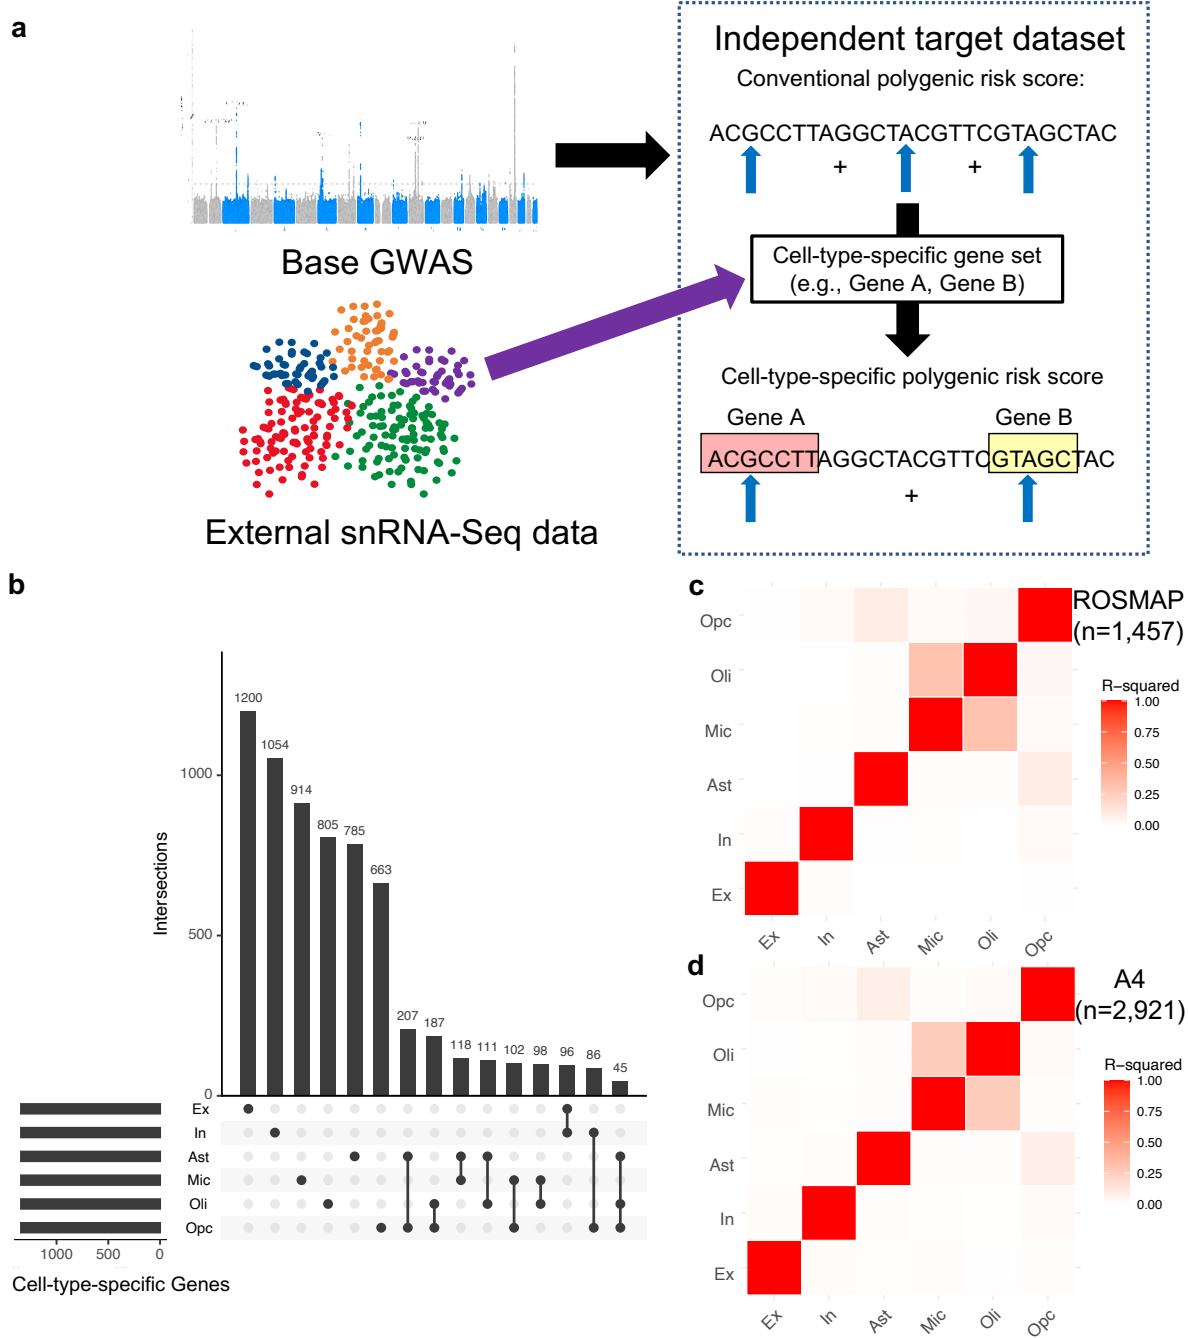 a
Independent target dataset
Conventional polygenic risk score:
ACGCCTTAGGCTACGTTCGTAGCTAC
+ +
Base GWAS
Cell-type-specific gene set
(e.g., Gene A, Gene B)
Cell-type-specific polygenic risk score
Gene A Gene B
ACGCCTTAGGCTACGTTCGTAGCTAC
+
External snRNA-Seq data
b
Intersections
1000
500
0
1200
1054
914
805
785
663
207
187
118
111
102
98
96
86
45
Ex
In
Ast
Mic
Oli
Opc
1000 500 0
Cell-type-specific Genes
c
ROSMAP
(n=1,457)
Opc
Oli
Mic
Ast
In
Ex
Ex In Ast Mic Oli Opc
R-squared
1.00
0.75
0.50
0.25
0.00
d
A4
(n=2,921)
Opc
Oli
Mic
Ast
In
Ex
Ex In Ast Mic Oli Opc
R-squared
1.00
0.75
0.50
0.25
0.00